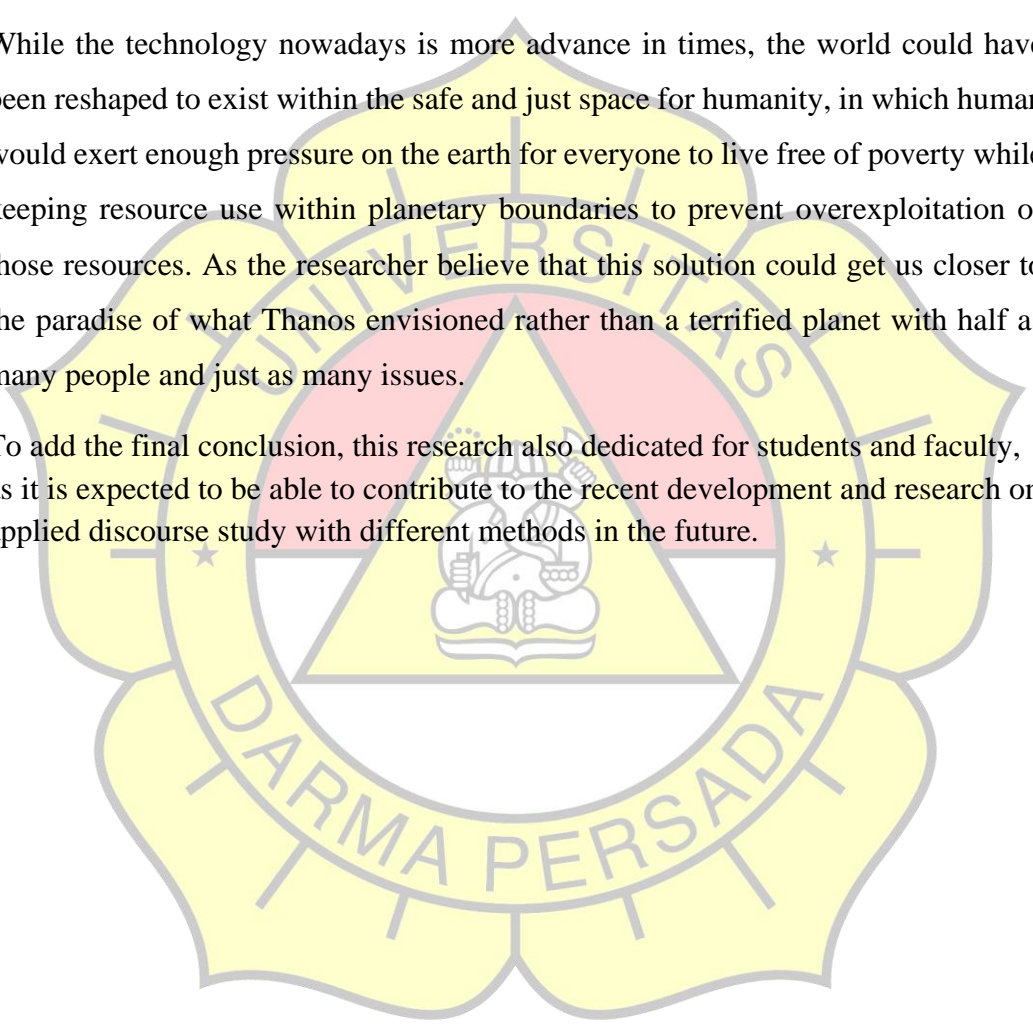 While the technology nowadays is more advance in times, the world could have
been reshaped to exist within the safe and just space for humanity, in which human
would exert enough pressure on the earth for everyone to live free of poverty while
keeping resource use within planetary boundaries to prevent overexploitation o
those resources. As the researcher believe that this solution could get us closer to
the paradise of what Thanos envisioned rather than a terrified planet with half a
many people and just as many issues.
To add the final conclusion, this research also dedicated for students and faculty,
s it is expected to be able to contribute to the recent development and research on
pplied discourse study with different methods in the future.
UNIVERSITAS
DARMA PERSADA